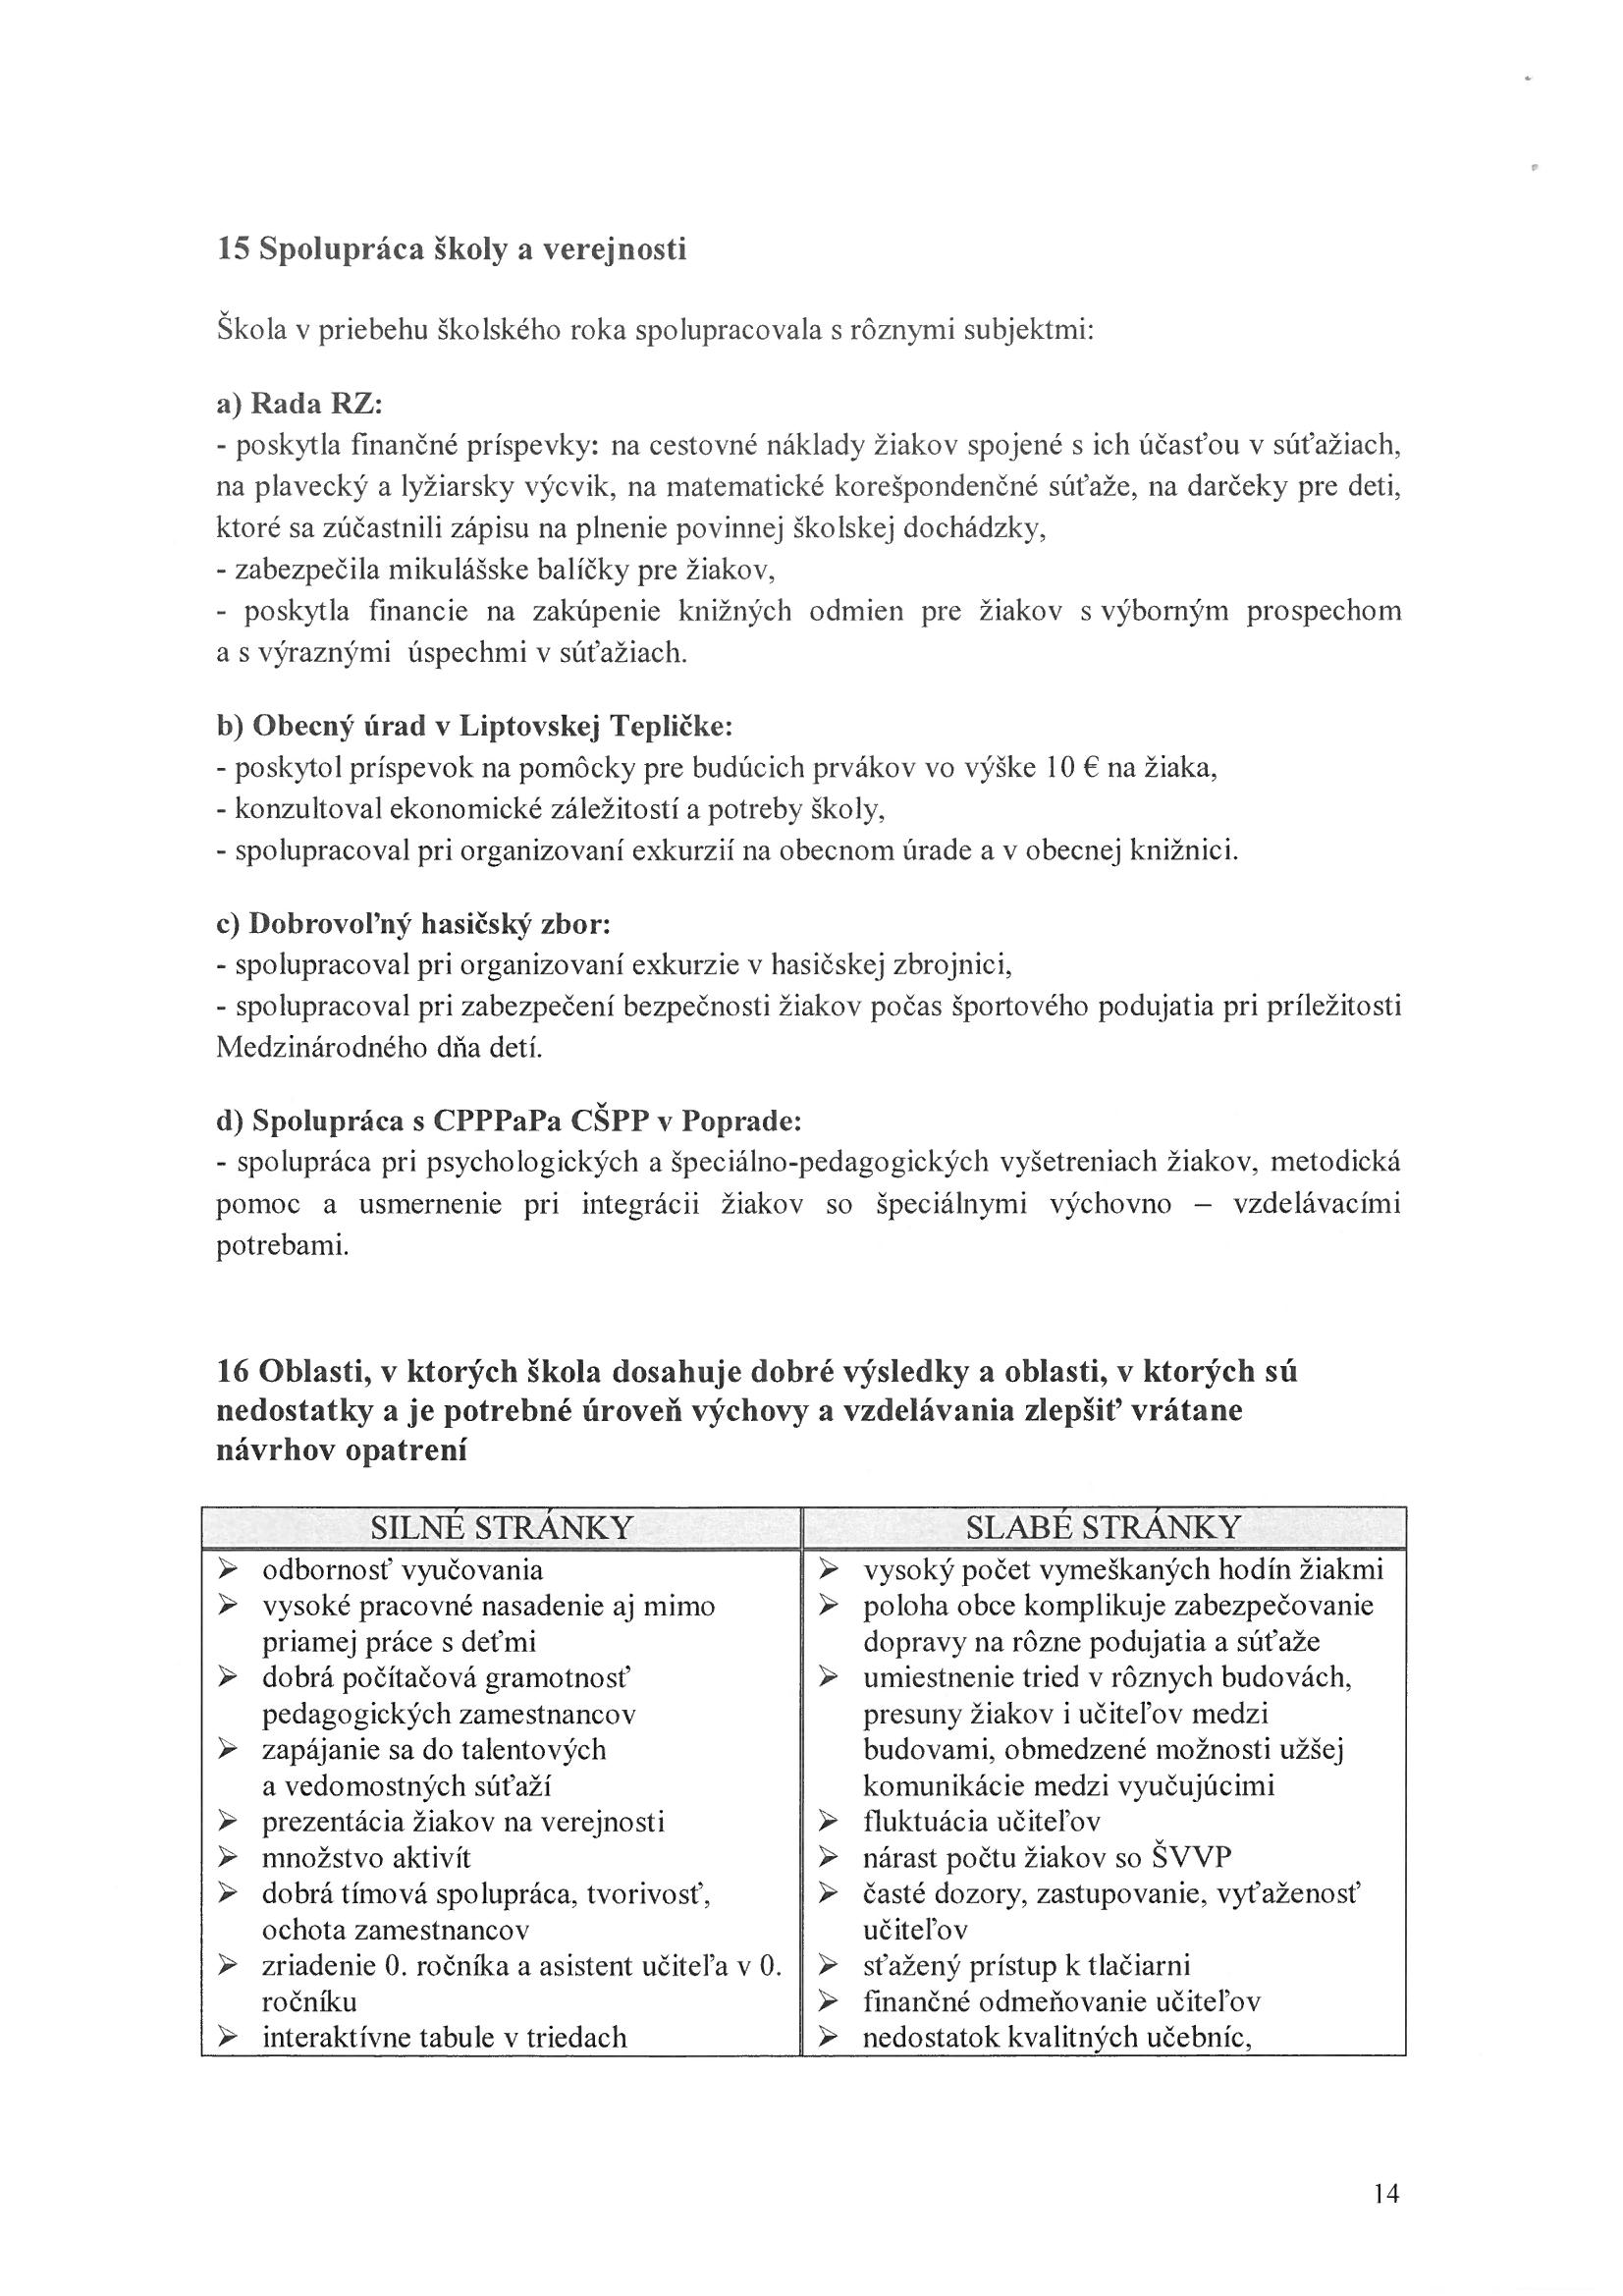 15 Spolupráca školy a verejnosti
Škola v priebehu školského roka spolupracovala s rôznymi subjektmi:
a) Rada RZ:
- poskytla finančné príspevky: na cestovné náklady žiakov spojené s ich účasťou v súťažiach,
na plavecký a lyžiarsky výcvik, na matematické korešpondenčné súťaže, na darčeky pre deti,
ktoré sa zúčastnili zápisu na plnenie povinnej školskej dochádzky,
- zabezpečila mikulášske balíčky pre žiakov,
- poskytla financie na zakúpenie knižných odmien pre žiakov s výborným prospechom
a s výraznými úspechmi v súťažiach.
b) Obecný úrad v Liptovskej Tepličke:
- poskytol príspevok na pomôcky pre budúcich prvákov vo výške 10 € na žiaka,
- konzultoval ekonomické záležitostí a potreby školy,
- spolupracoval pri organizovaní exkurzií na obecnom úrade a v obecnej knižnici.
c) Dobrovoľný hasičský zbor:
- spolupracoval pri organizovaní exkurzie v hasičskej zbrojnici,
- spolupracoval pri zabezpečení bezpečnosti žiakov počas športového podujatia pri príležitosti
Medzinárodného dňa detí.
d) Spolupráca s CPPPaPa CŠPP v Poprade:
- spolupráca pri psychologických a špeciálno-pedagogických vyšetreniach žiakov, metodická
pomoc a usmernenie pri integrácii žiakov so špeciálnymi výchovno – vzdelávacími
potrebami.
16 Oblasti, v ktorých škola dosahuje dobré výsledky a oblasti, v ktorých sú
nedostatky a je potrebné úroveň výchovy a vzdelávania zlepšiť vrátane
návrhov opatrení
SILNÉ STRÁNKY
➢ odbornosť vyučovania
➢ vysoké pracovné nasadenie aj mimo
priamej práce s deťmi
➢ dobrá počítačová gramotnosť
pedagogických zamestnancov
➢ zapájanie sa do talentových
a vedomostných súťaží
➢ prezentácia žiakov na verejnosti
➢ množstvo aktivít
➢ dobrá tímová spolupráca, tvorivosť,
ochota zamestnancov
➢ zriadenie 0. ročníka a asistent učiteľa v 0.
ročníku
➢ interaktívne tabule v triedach
SLABÉ STRÁNKY
➢ vysoký počet vymeškaných hodín žiakmi
➢ poloha obce komplikuje zabezpečovanie
dopravy na rôzne podujatia a súťaže
➢ umiestnenie tried v rôznych budovách,
presuny žiakov i učiteľov medzi
budovami, obmedzené možnosti užšej
komunikácie medzi vyučujúcimi
➢ fluktuácia učiteľov
➢ nárast počtu žiakov so ŠVVP
➢ časté dozory, zastupovanie, vyťaženosť
učiteľov
➢ sťažený prístup k tlačiarni
➢ finančné odmeňovanie učiteľov
➢ nedostatok kvalitných učebníc,
14